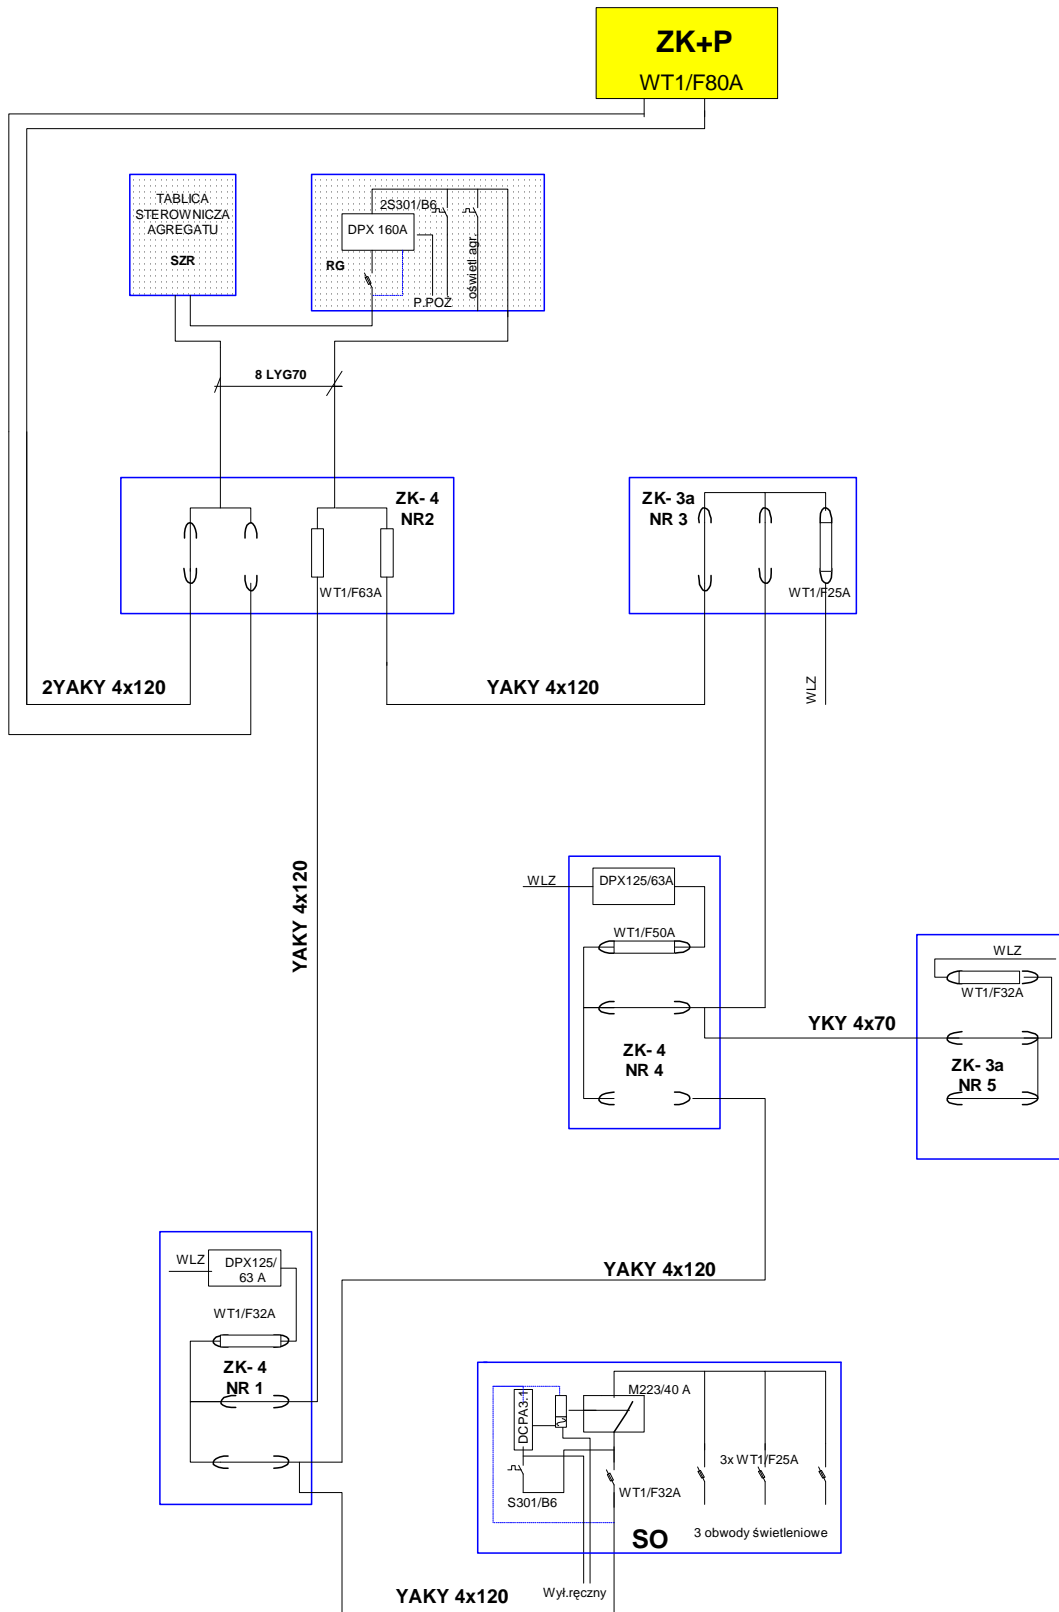 ZK+P
WT1/F80A
TABLICA
STEROWNICZA
AGREGATU
SZR
2S301/B6
DPX 160A
RG
P.POZ
oświetl agr.
8 LYG70
ZK- 4
NR2
WT1/F63A
ZK- 3a
NR 3
WT1/F25A
WLZ
2YAKY 4x120
YAKY 4x120
YAKY 4x120
WLZ
DPX125/63A
WT1/F50A
ZK- 4
NR 4
YKY 4x70
WLZ
WT1/F32A
ZK- 3a
NR 5
WLZ
DPX125/
63 A
WT1/F32A
ZK- 4
NR 1
YAKY 4x120
M223/40 A
DCPA3.1
3x WT1/F25A
S301/B6
WT1/F32A
SO
3 obwody świetleniowe
Wył.ręczny
YAKY 4x120